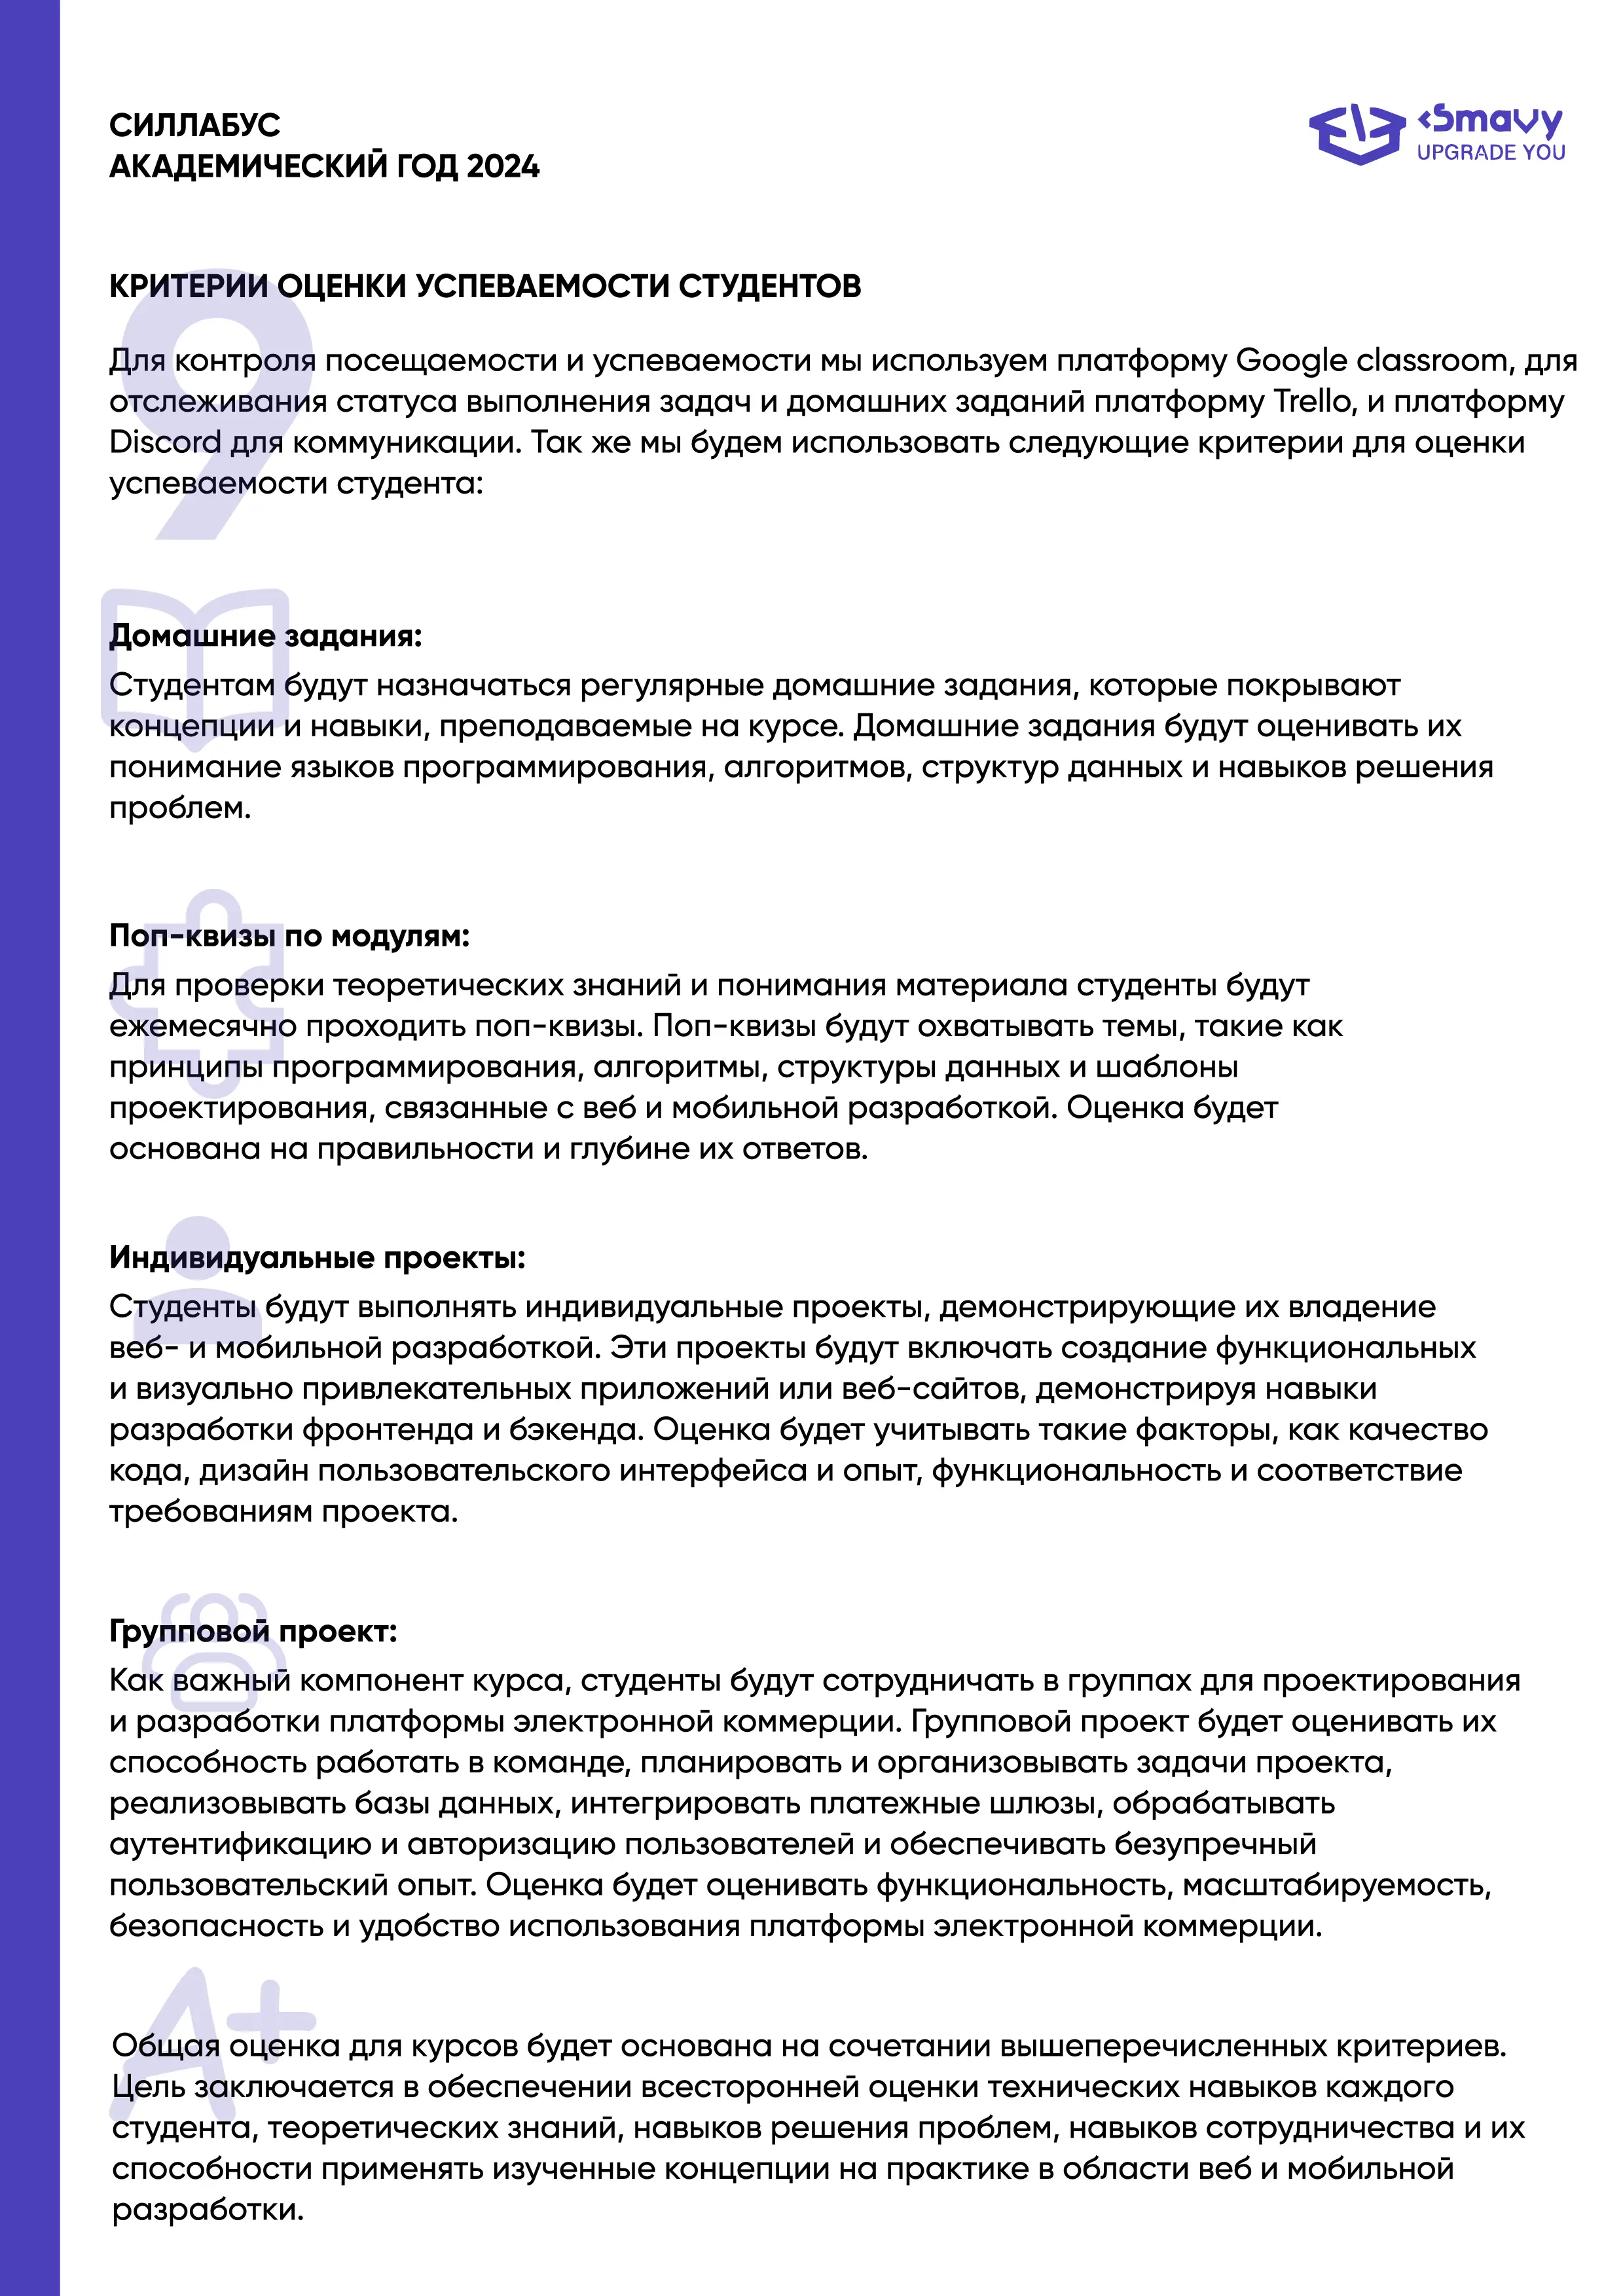 СИЛЛАБУС
АКАДЕМИЧЕСКИЙ ГОД 2024
<Smavy
UPGRADE YOU
9
КРИТЕРИИ ОЦЕНКИ УСПЕВАЕМОСТИ СТУДЕНТОВ
Для контроля посещаемости и успеваемости мы используем платформу Google classroom, для
отслеживания статуса выполнения задач и домашних заданий платформу Trello, и платформу
Discord для коммуникации. Так же мы будем использовать следующие критерии для оценки
успеваемости студента:
Домашние задания:
Студентам будут назначаться регулярные домашние задания, которые покрывают
концепции и навыки, преподаваемые на курсе. Домашние задания будут оценивать их
понимание языков программирования, алгоритмов, структур данных и навыков решения
проблем.
Поп-квизы по модулям:
Для проверки теоретических знаний и понимания материала студенты будут
ежемесячно проходить поп-квизы. Поп-квизы будут охватывать темы, такие как
принципы программирования, алгоритмы, структуры данных и шаблоны
проектирования, связанные с веб и мобильной разработкой. Оценка будет
основана на правильности и глубине их ответов.
Индивидуальные проекты:
Студенты будут выполнять индивидуальные проекты, демонстрирующие их владение
веб- и мобильной разработкой. Эти проекты будут включать создание функциональных
и визуально привлекательных приложений или веб-сайтов, демонстрируя навыки
разработки фронтенда и бэкенда. Оценка будет учитывать такие факторы, как качество
кода, дизайн пользовательского интерфейса и опыт, функциональность и соответствие
требованиям проекта.
Групповой проект:
Как важный компонент курса, студенты будут сотрудничать в группах для проектирования
и разработки платформы электронной коммерции. Групповой проект будет оценивать их
способность работать в команде, планировать и организовывать задачи проекта,
реализовывать базы данных, интегрировать платежные шлюзы, обрабатывать
аутентификацию и авторизацию пользователей и обеспечивать безупречный
пользовательский опыт. Оценка будет оценивать функциональность, масштабируемость,
безопасность и удобство использования платформы электронной коммерции.
A+
Общая оценка для курсов будет основана на сочетании вышеперечисленных критериев.
Цель заключается в обеспечении всесторонней оценки технических навыков каждого
студента, теоретических знаний, навыков решения проблем, навыков сотрудничества и их
способности применять изученные концепции на практике в области веб и мобильной
разработки.